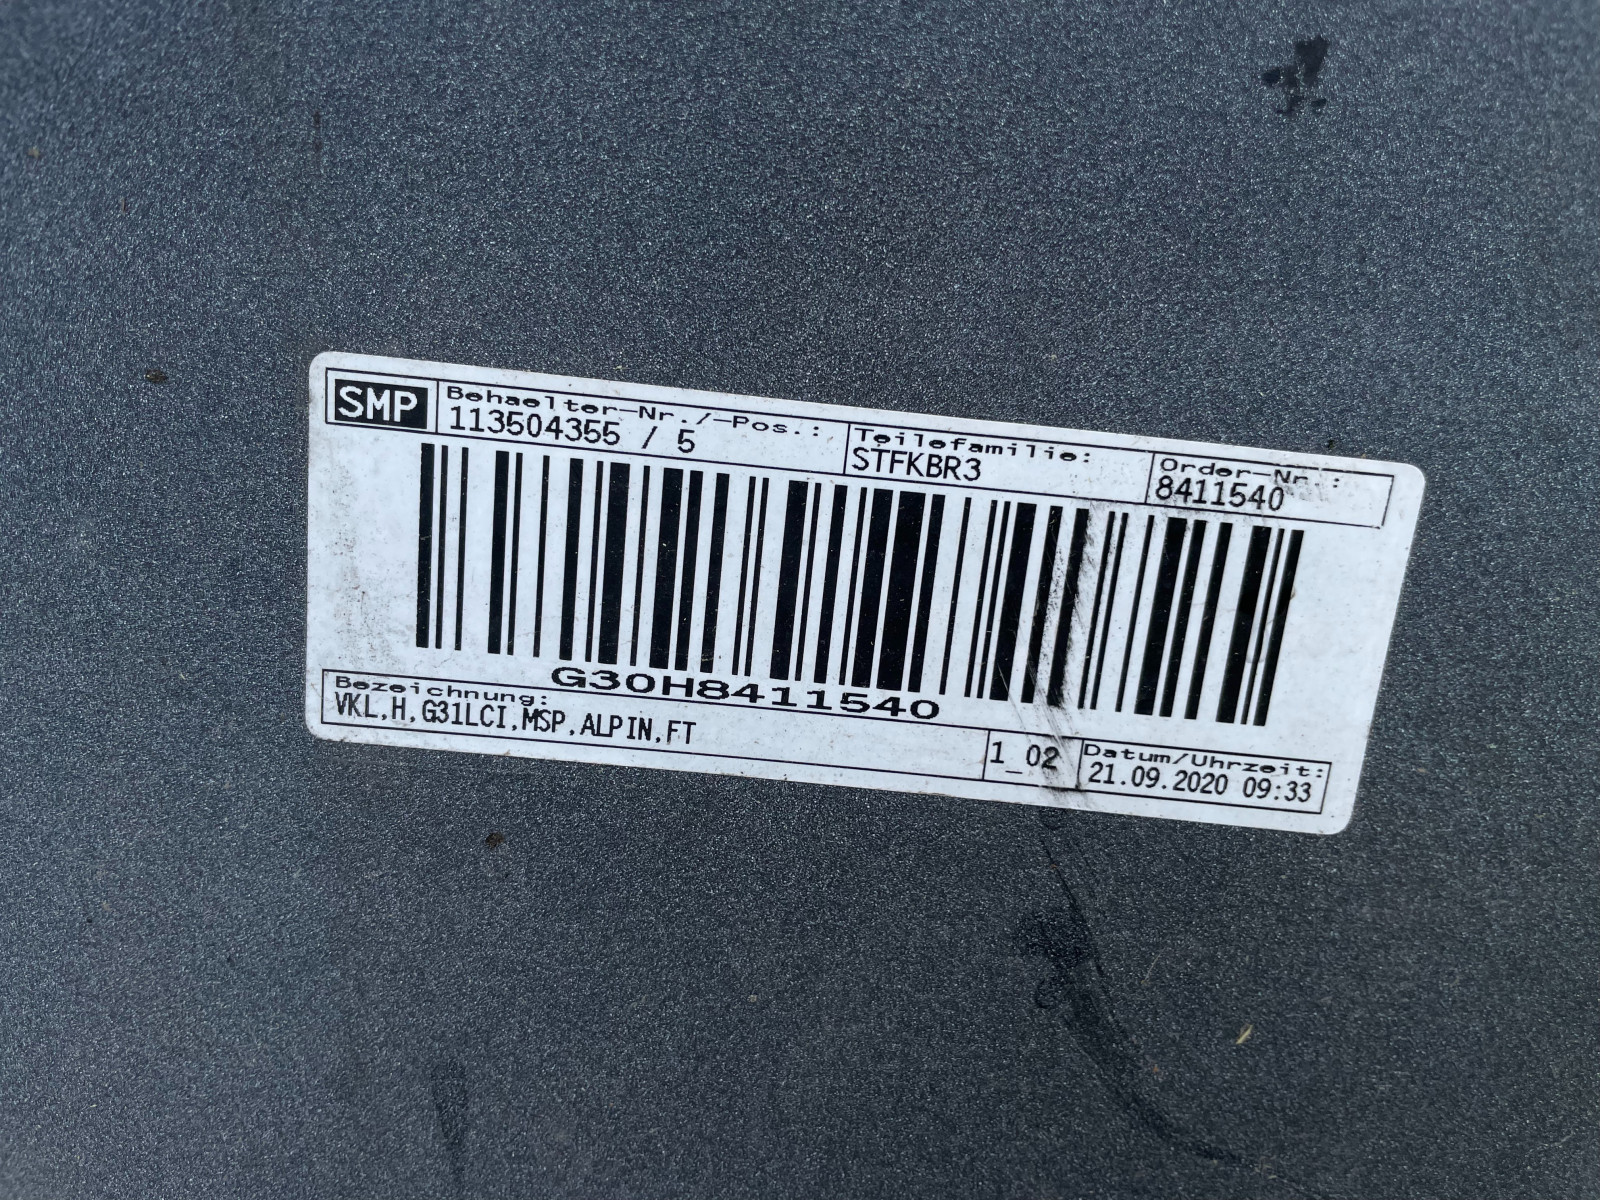 SMP
Behaelter-Nr./-Pos.:
113504355 / 5
Teilefamilie:
STFKBR3
Order-Nr.:
8411540
G30H8411540
Bezeichnung:
VKL,H,G31LCI,MSP,ALPIN,FT
1_02
Datum/Uhrzeit:
21.09.2020 09:33